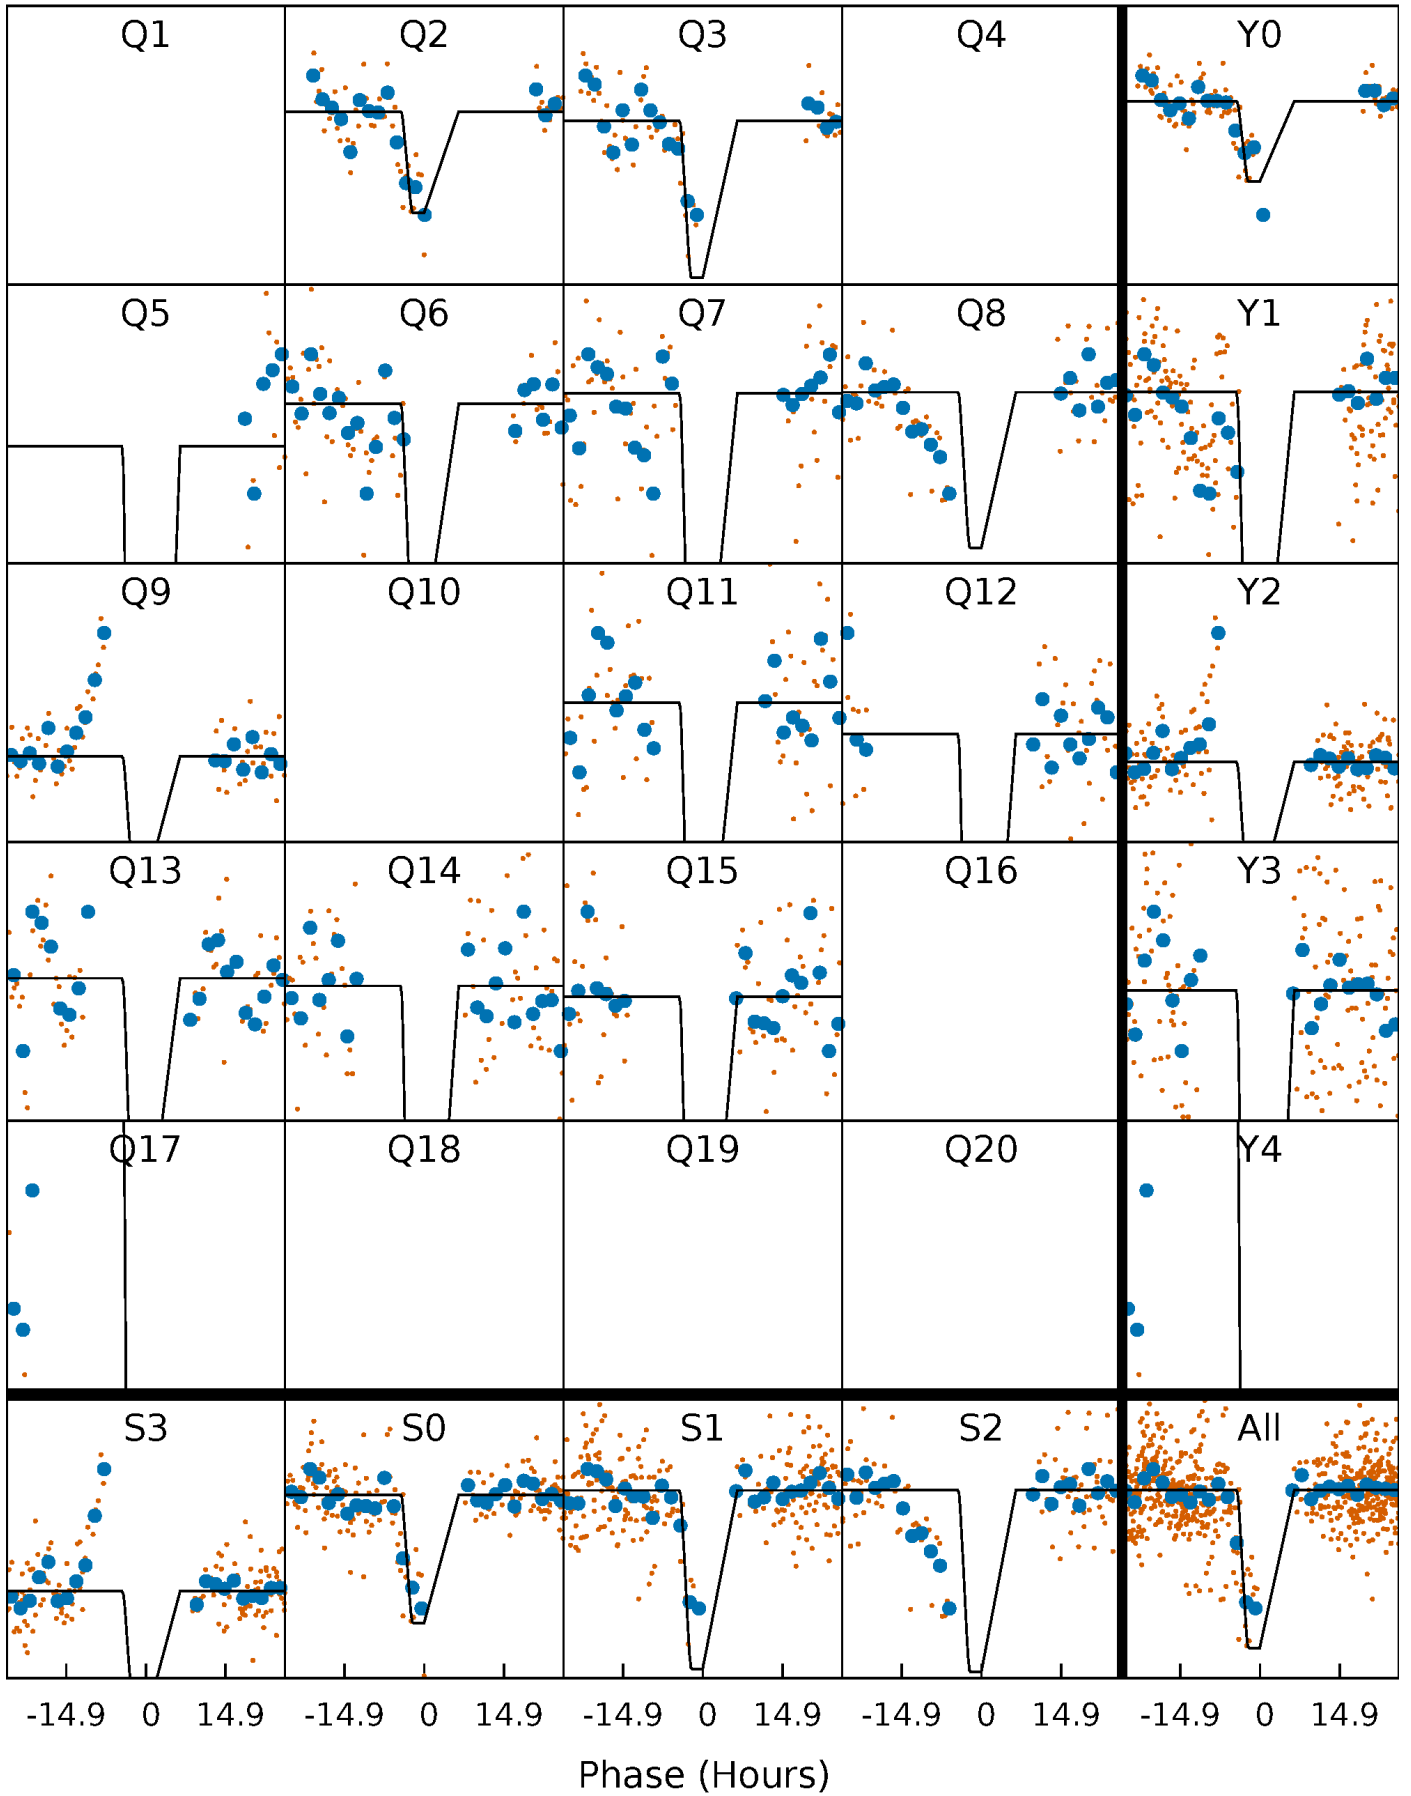 Q1 Q2 Q3 Q4 Y0
Q5 Q6 Q7 Q8 Y1
Q9 Q10 Q11 Q12 Y2
Q13 Q14 Q15 Q16 Y3
Q17 Q18 Q19 Q20 Y4
S3 S0 S1 S2 All
-14.9 0 14.9 -14.9 0 14.9 -14.9 0 14.9 -14.9 0 14.9 -14.9 0 14.9
Phase (Hours)